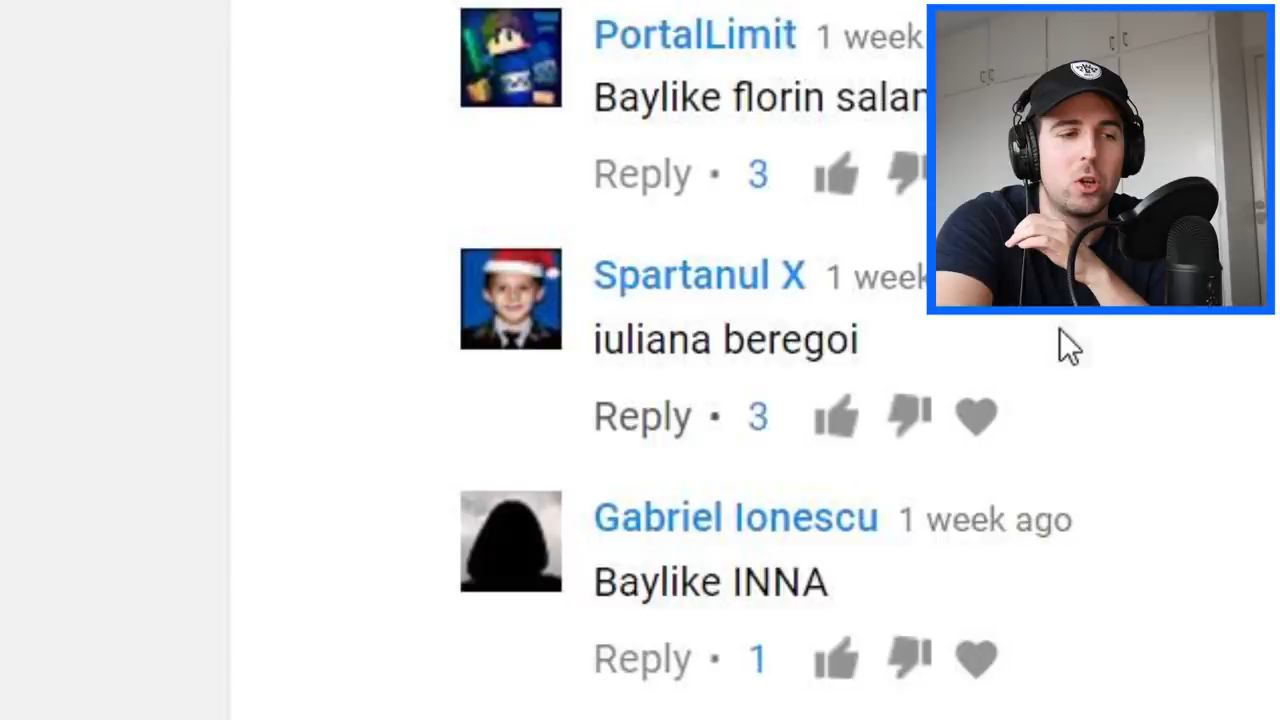 PortalLimit 1 week
Baylike florin salam
Reply • 3
Spartanul X 1 week
iuliana beregoi
Reply • 3
Gabriel Ionescu 1 week ago
Baylike INNA
Reply • 1